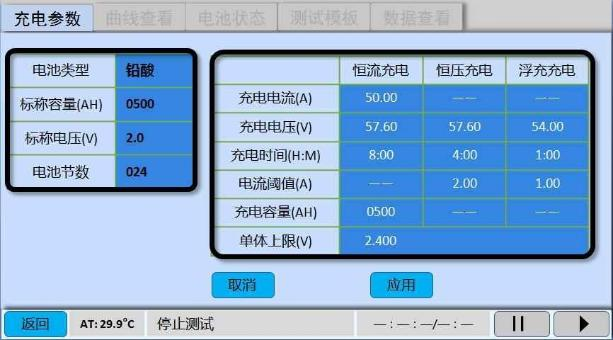 充电参数 曲线查看 电池状态 测试模板 数据查看
电池类型 铅酸
标称容量(AH) 0500
标称电压(V) 2.0
电池节数 024
恒流充电 恒压充电 浮充充电
充电电流(A) 50.00 —— ——
充电电压(V) 57.60 57.60 54.00
充电时间(H:M) 8:00 4:00 1:00
电流阈值(A) —— 2.00 1.00
充电容量(AH) 0500 —— ——
单体上限(V) 2.400
取消 应用
返回 AT: 29.9°C 停止测试 —:—:—/—:—